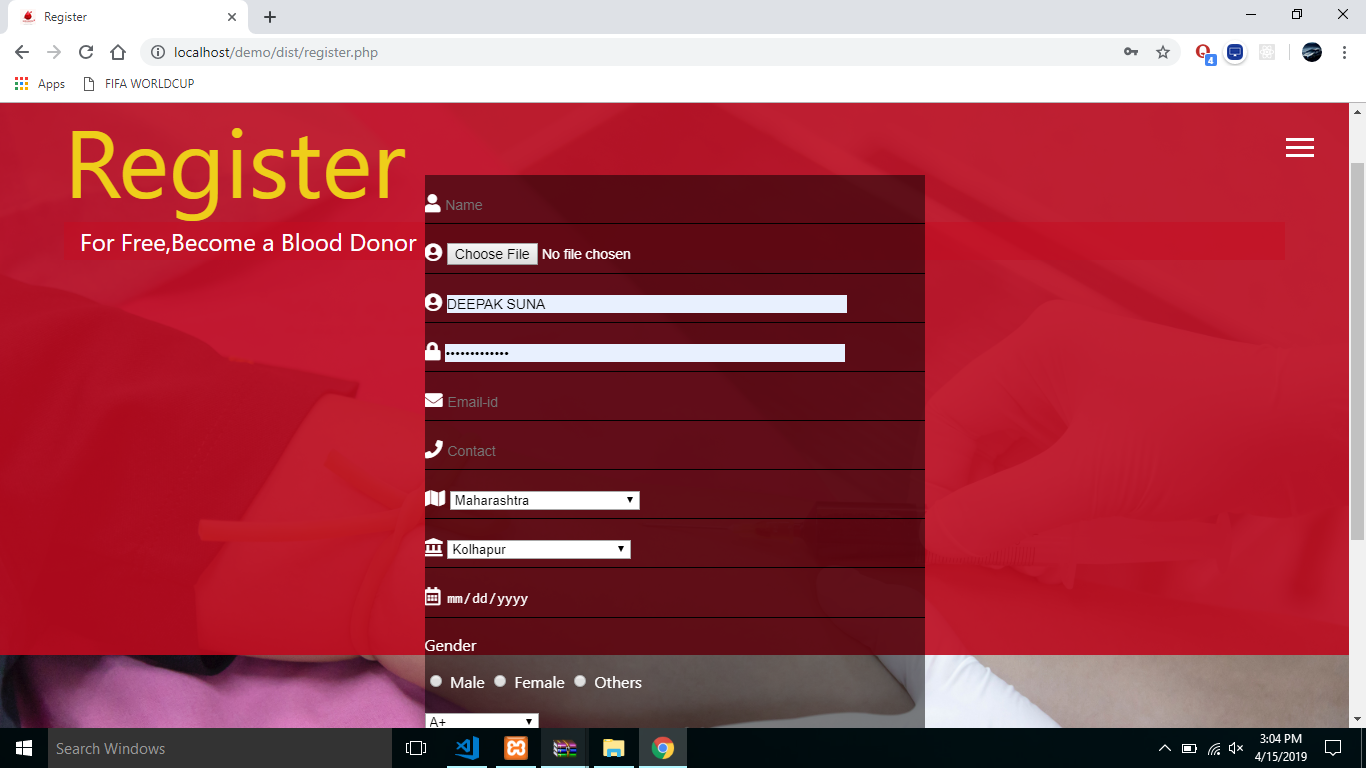 Register
localhost/demo/dist/register.php
4
Apps
FIFA WORLDCUP
Register
For Free,Become a Blood Donor
Name
Choose File No file chosen
DEEPAK SUNA
•••••••••••••
Email-id
Contact
Maharashtra
Kolhapur
mm/dd/yyyy
Gender
Male Female Others
A+
Search Windows
3:04 PM
4/15/2019